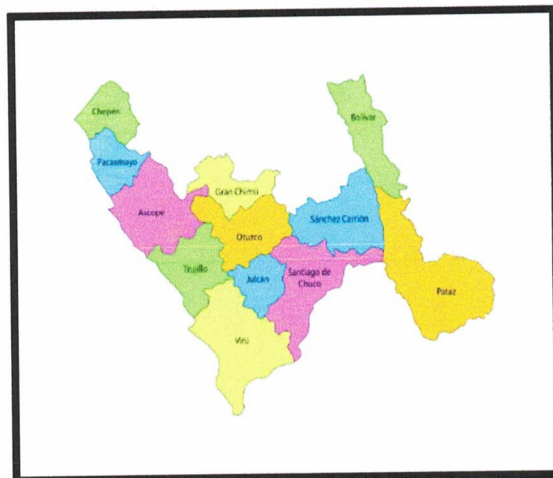 Chepén
Bolívar
Pacasmayo
Gran Chimú
Ascope
Sánchez Carrión
Otuzco
Trujillo
Julcán
Santiago de
Chuco
Pataz
Virú